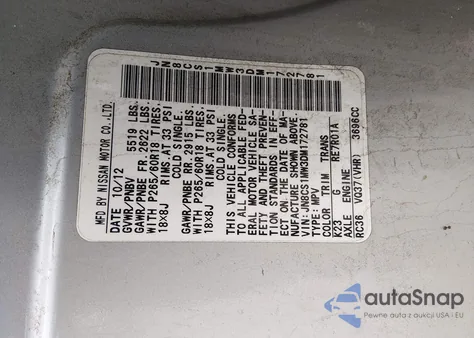 JN8CS1MW3DM172781
MFD BY NISSAN MOTOR CO.,LTD.
DATE 10/12
GVWR/PNBV 5519 LBS.
GAWR/PNBE FR. 2822 LBS.
WITH P265/60R18 TIRES.
18X8J RIMS AT 33 PSI
COLD SINGLE.
GAWR/PNBE RR. 2915 LBS.
WITH P265/60R18 TIRES.
18X8J RIMS AT 33 PSI
COLD SINGLE.
THIS VEHICLE CONFORMS
TO ALL APPLICABLE FED-
ERAL MOTOR VEHICLE SA-
FETY AND THEFT PREVEN-
TION STANDARDS IN EFF-
ECT ON THE DATE OF MA-
NUFACTURE SHOWN ABOVE.
VIN: JN8CS1MW3DM172781
TYPE: MPV
COLOR TRIM TRANS
K23 G RE7R01A
AXLE ENGINE
RC36 VQ37(VHR) 3696CC
autoSnap
Pewne auta z aukcji USA i EU